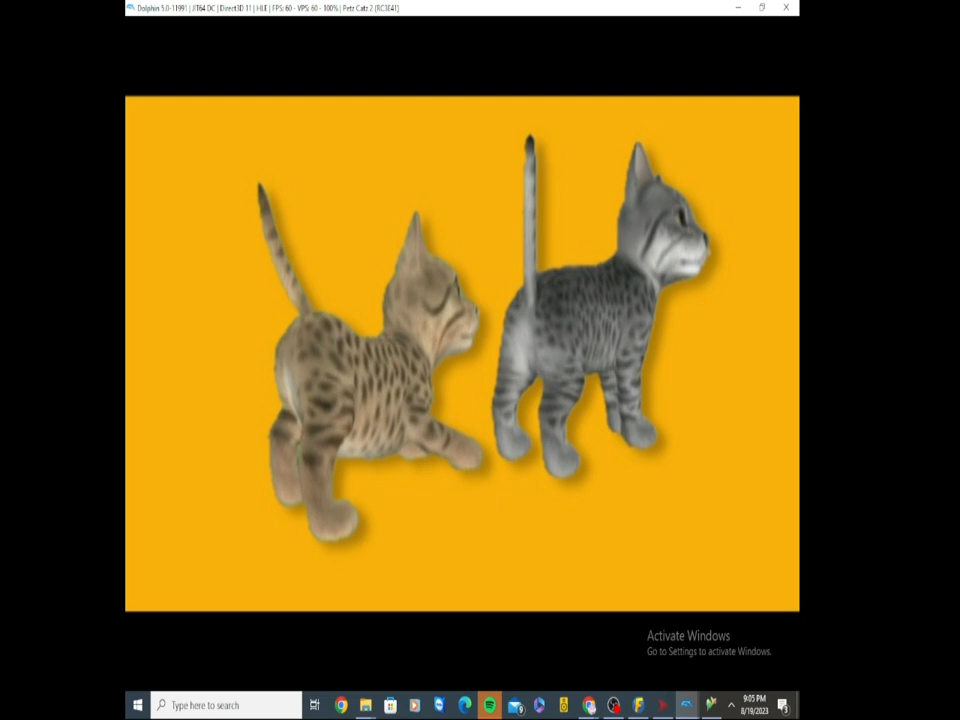 Dolphin 5.0-11991 | JIT64 DC | Direct3D 11 | HLE | FPS: 60 - VPS: 60 - 100% | Petz Catz 2 (RC3E41)
Activate Windows
Go to Settings to activate Windows.
Type here to search
9:05 PM
8/19/2023